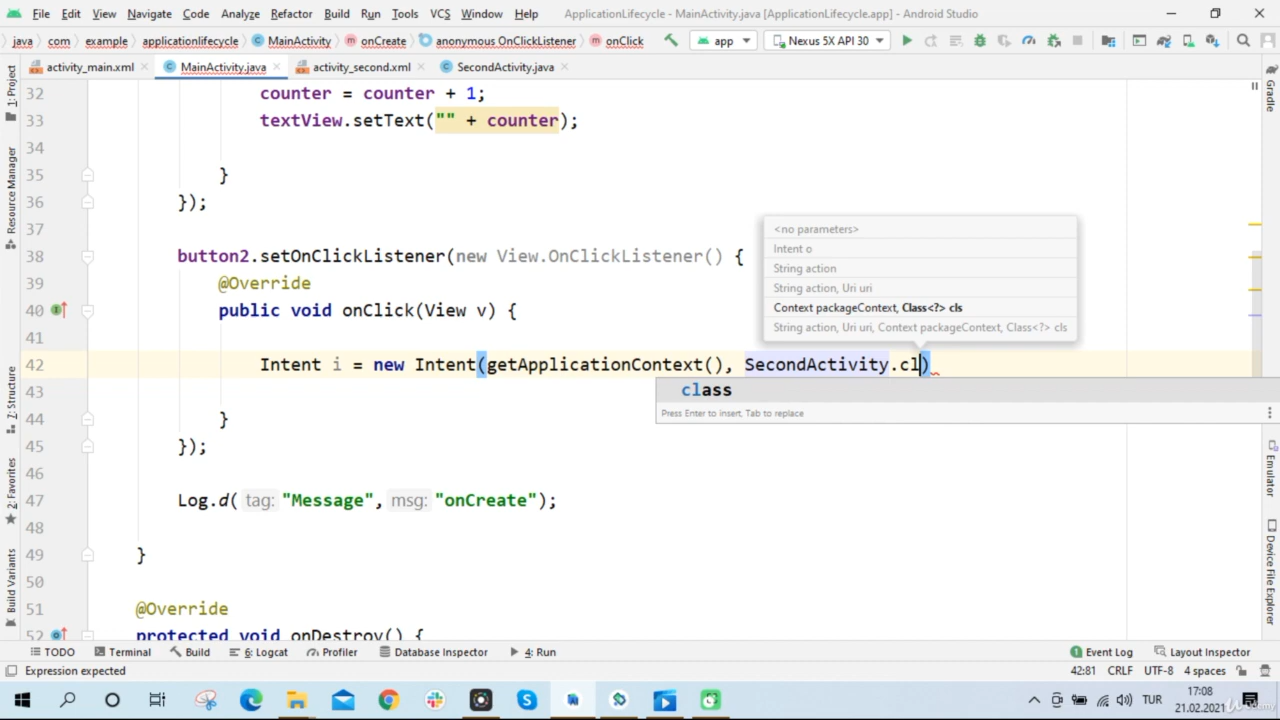 File Edit View Navigate Code Analyze Refactor Build Run Tools VCS Window Help ApplicationLifecycle - MainActivity.java [ApplicationLifecycle.app] - Android Studio
java com example applicationlifecycle MainActivity onCreate anonymous OnClickListener onClick app Nexus 5X API 30
activity_main.xml MainActivity.java activity_second.xml SecondActivity.java
1: Project
Resource Manager
7: Structure
2: Favorites
Build Variants
32 counter = counter + 1;
33 textView.setText("" + counter);
34
35 }
36 });
37
38 button2.setOnClickListener(new View.OnClickListener() {
39 @Override
40 public void onClick(View v) {
41
42 Intent i = new Intent(getApplicationContext(), SecondActivity.cl)
43
44 }
45 });
46
47 Log.d( tag: "Message", msg: "onCreate");
48
49 }
50
51 @Override
52 protected void onDestroy() {
<no parameters>
Intent o
String action
String action, Uri uri
Context packageContext, Class<?> cls
String action, Uri uri, Context packageContext, Class<?> cls
class
Press Enter to insert, Tab to replace
Gradle
Emulator
Device File Explorer
TODO Terminal Build 6: Logcat Profiler Database Inspector 4: Run Event Log Layout Inspector
Expression expected 42:81 CRLF UTF-8 4 spaces
TUR 17:08
21.02.2021
Udemy